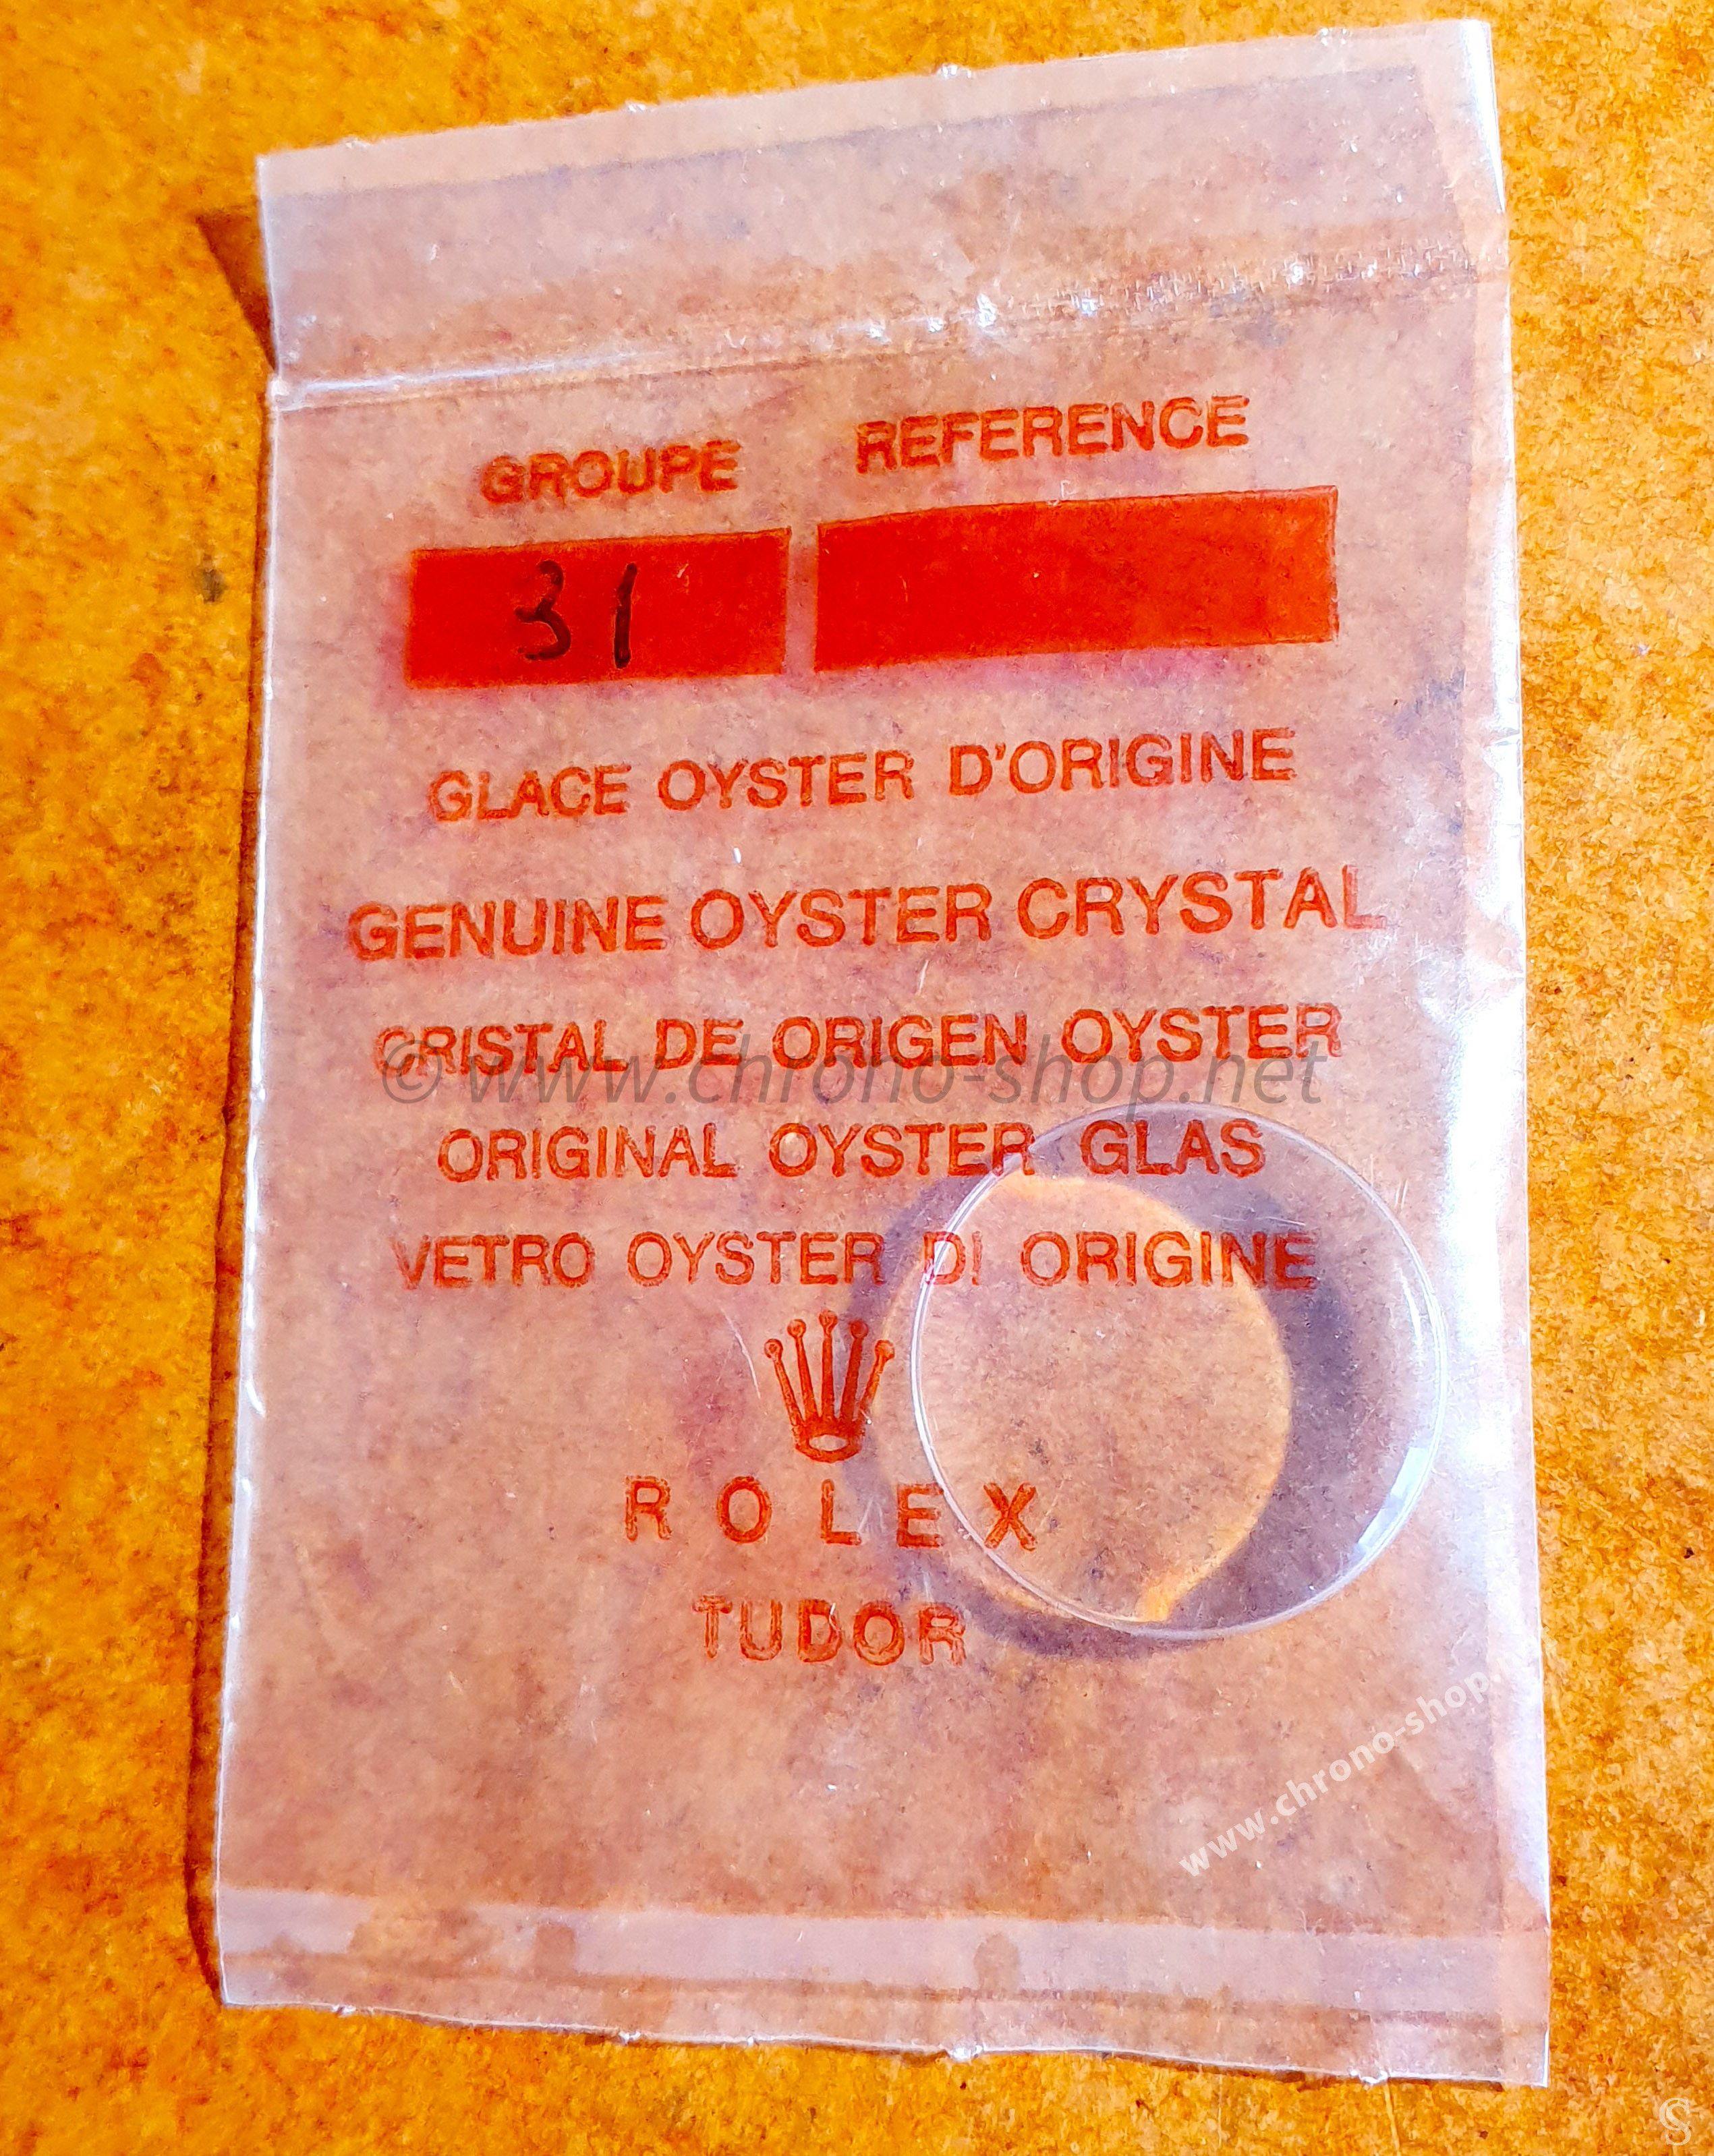 GROUPE REFERENCE
31
GLACE OYSTER D'ORIGINE
GENUINE OYSTER CRYSTAL
CRISTAL DE ORIGEN OYSTER
©www.chrono-shop.net
ORIGINAL OYSTER GLAS
VETRO OYSTER DI ORIGINE
ROLEX
TUDOR
www.chrono-shop.